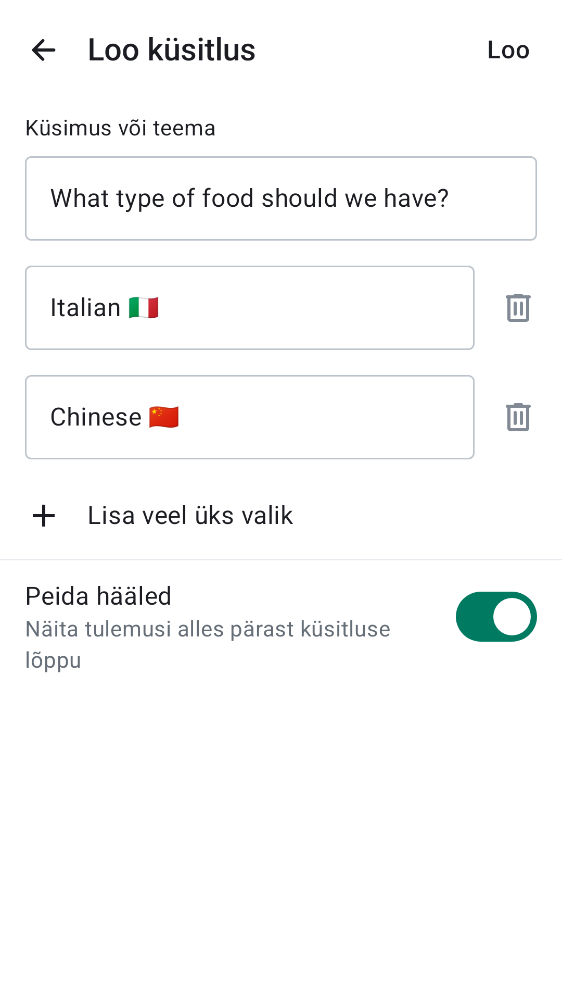 Loo küsitlus
Loo
Küsimus või teema
What type of food should we have?
Italian 🇮🇹
Chinese 🇨🇳
Lisa veel üks valik
Peida hääled
Näita tulemusi alles pärast küsitluse
lõppu